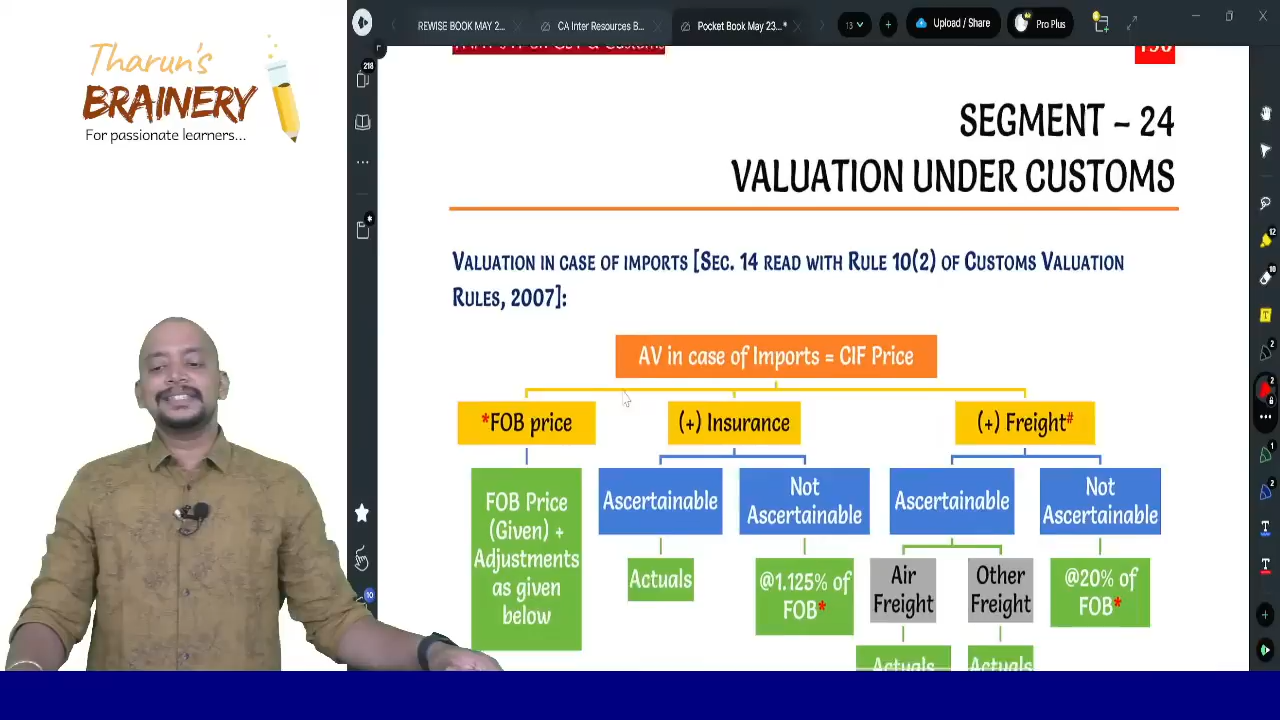 Tharun's
BRAINERY
For passionate learners...
REWISE BOOK MAY 2...
CA Inter Resources B...
Pocket Book May 23...*
13
Upload / Share
Pro Plus
218
SEGMENT – 24
VALUATION UNDER CUSTOMS
VALUATION IN CASE OF IMPORTS [SEC. 14 READ WITH RULE 10(2) OF CUSTOMS VALUATION
RULES, 2007]:
AV in case of Imports = CIF Price
*FOB price
(+) Insurance
(+) Freight#
FOB Price
(Given) +
Adjustments
as given
below
Ascertainable
Not
Ascertainable
Ascertainable
Not
Ascertainable
Actuals
@1.125% of
FOB*
Air
Freight
Other
Freight
@20% of
FOB*
Actuals
Actuals